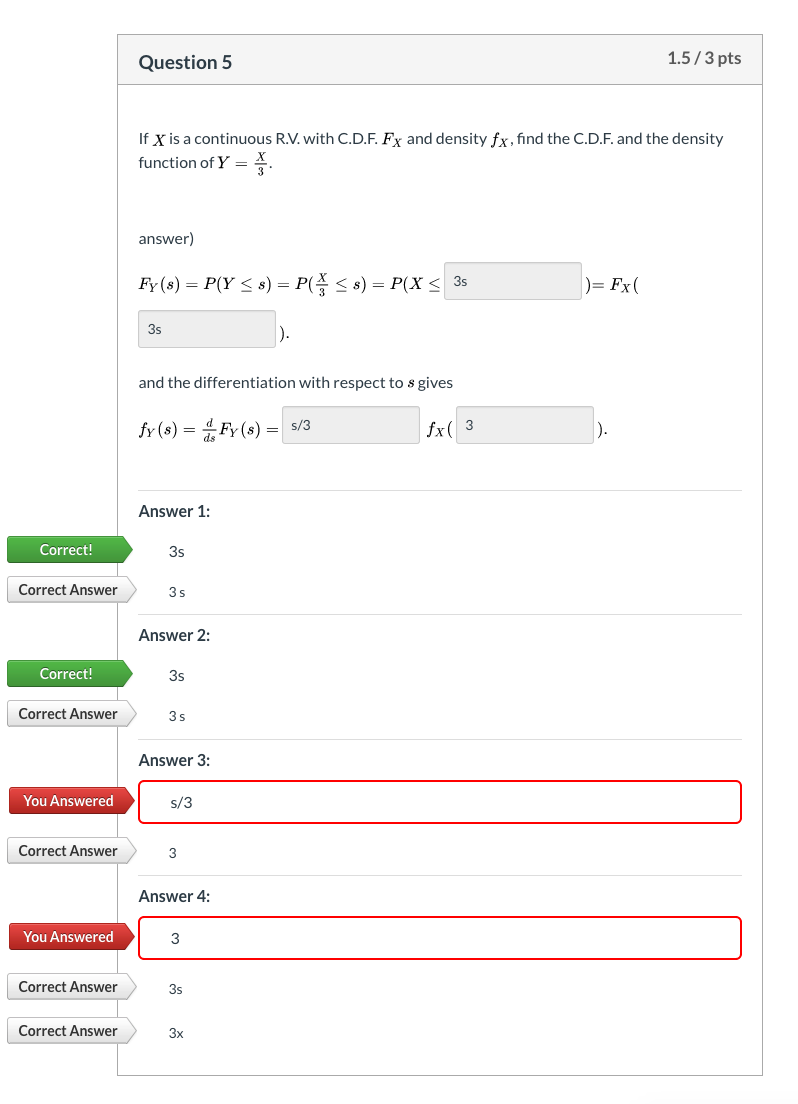 Question 5 1.5 / 3 pts
If X is a continuous R.V. with C.D.F. F_X and density f_X, find the C.D.F. and the density
function of Y = X/3.
answer)
F_Y(s) = P(Y ≤ s) = P(X/3 ≤ s) = P(X ≤ 3s )= F_X(
3s ).
and the differentiation with respect to s gives
f_Y(s) = d/ds F_Y(s) = s/3 f_X( 3 ).
Answer 1:
Correct! 3s
Correct Answer 3 s
Answer 2:
Correct! 3s
Correct Answer 3 s
Answer 3:
You Answered s/3
Correct Answer 3
Answer 4:
You Answered 3
Correct Answer 3s
Correct Answer 3x